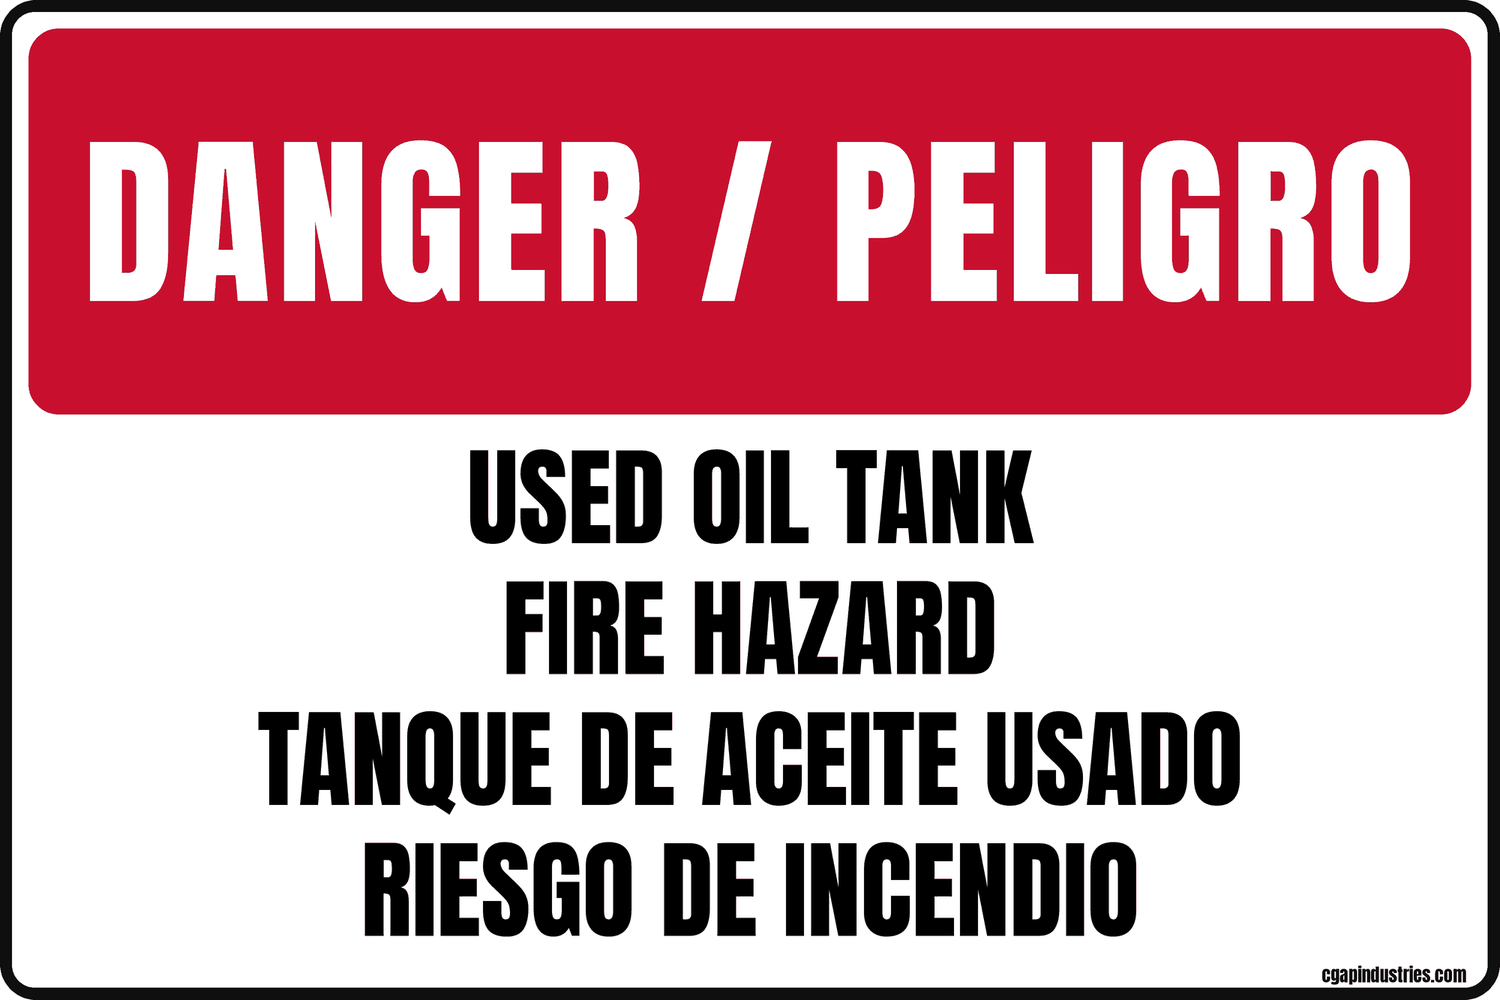 DANGER / PELIGRO
USED OIL TANK
FIRE HAZARD
TANQUE DE ACEITE USADO
RIESGO DE INCENDIO
cgapindustries.com